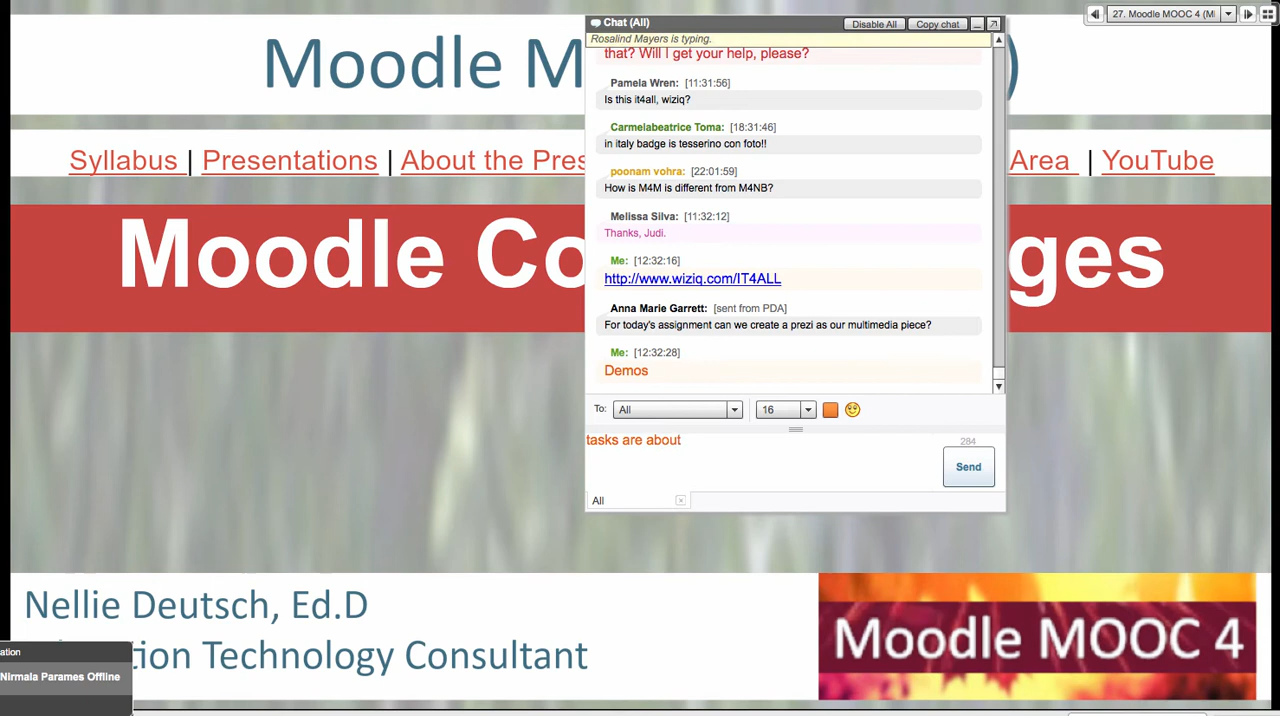 27. Moodle MOOC 4 (Mi
Moodle M
)
Syllabus | Presentations | About the Pres
Area | YouTube
Moodle Co
ges
Chat (All)
Disable All
Copy chat
Rosalind Mayers is typing.
that? Will I get your help, please?
Pamela Wren: [11:31:56]
Is this it4all, wiziq?
Carmelabeatrice Toma: [18:31:46]
in italy badge is tesserino con foto!!
poonam vohra: [22:01:59]
How is M4M is different from M4NB?
Melissa Silva: [11:32:12]
Thanks, Judi.
Me: [12:32:16]
http://www.wiziq.com/IT4ALL
Anna Marie Garrett: [sent from PDA]
For today's assignment can we create a prezi as our multimedia piece?
Me: [12:32:28]
Demos
To: All 16
tasks are about
284
Send
All
Nellie Deutsch, Ed.D
tion Technology Consultant
ation
Nirmala Parames Offline
Moodle MOOC 4